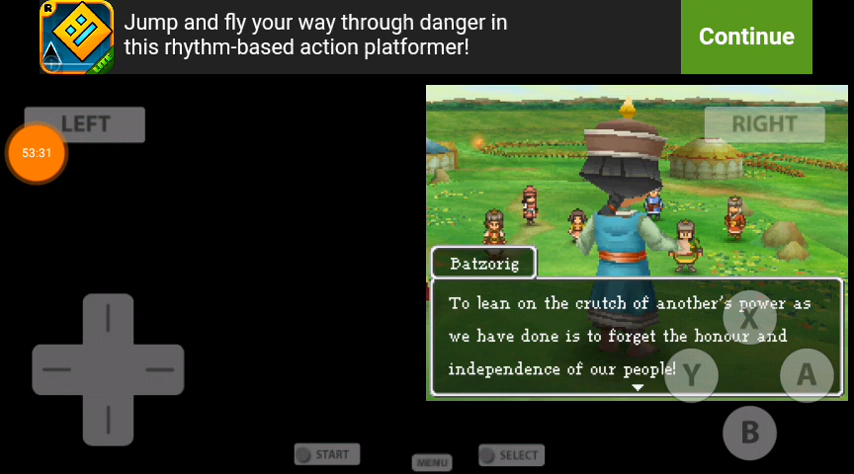 Jump and fly your way through danger in
this rhythm-based action platformer!
Continue
LEFT
RIGHT
53:31
Batzorig
To lean on the crutch of another's power as
we have done is to forget the honour and
independence of our people!
X
Y
A
B
START
MENU
SELECT